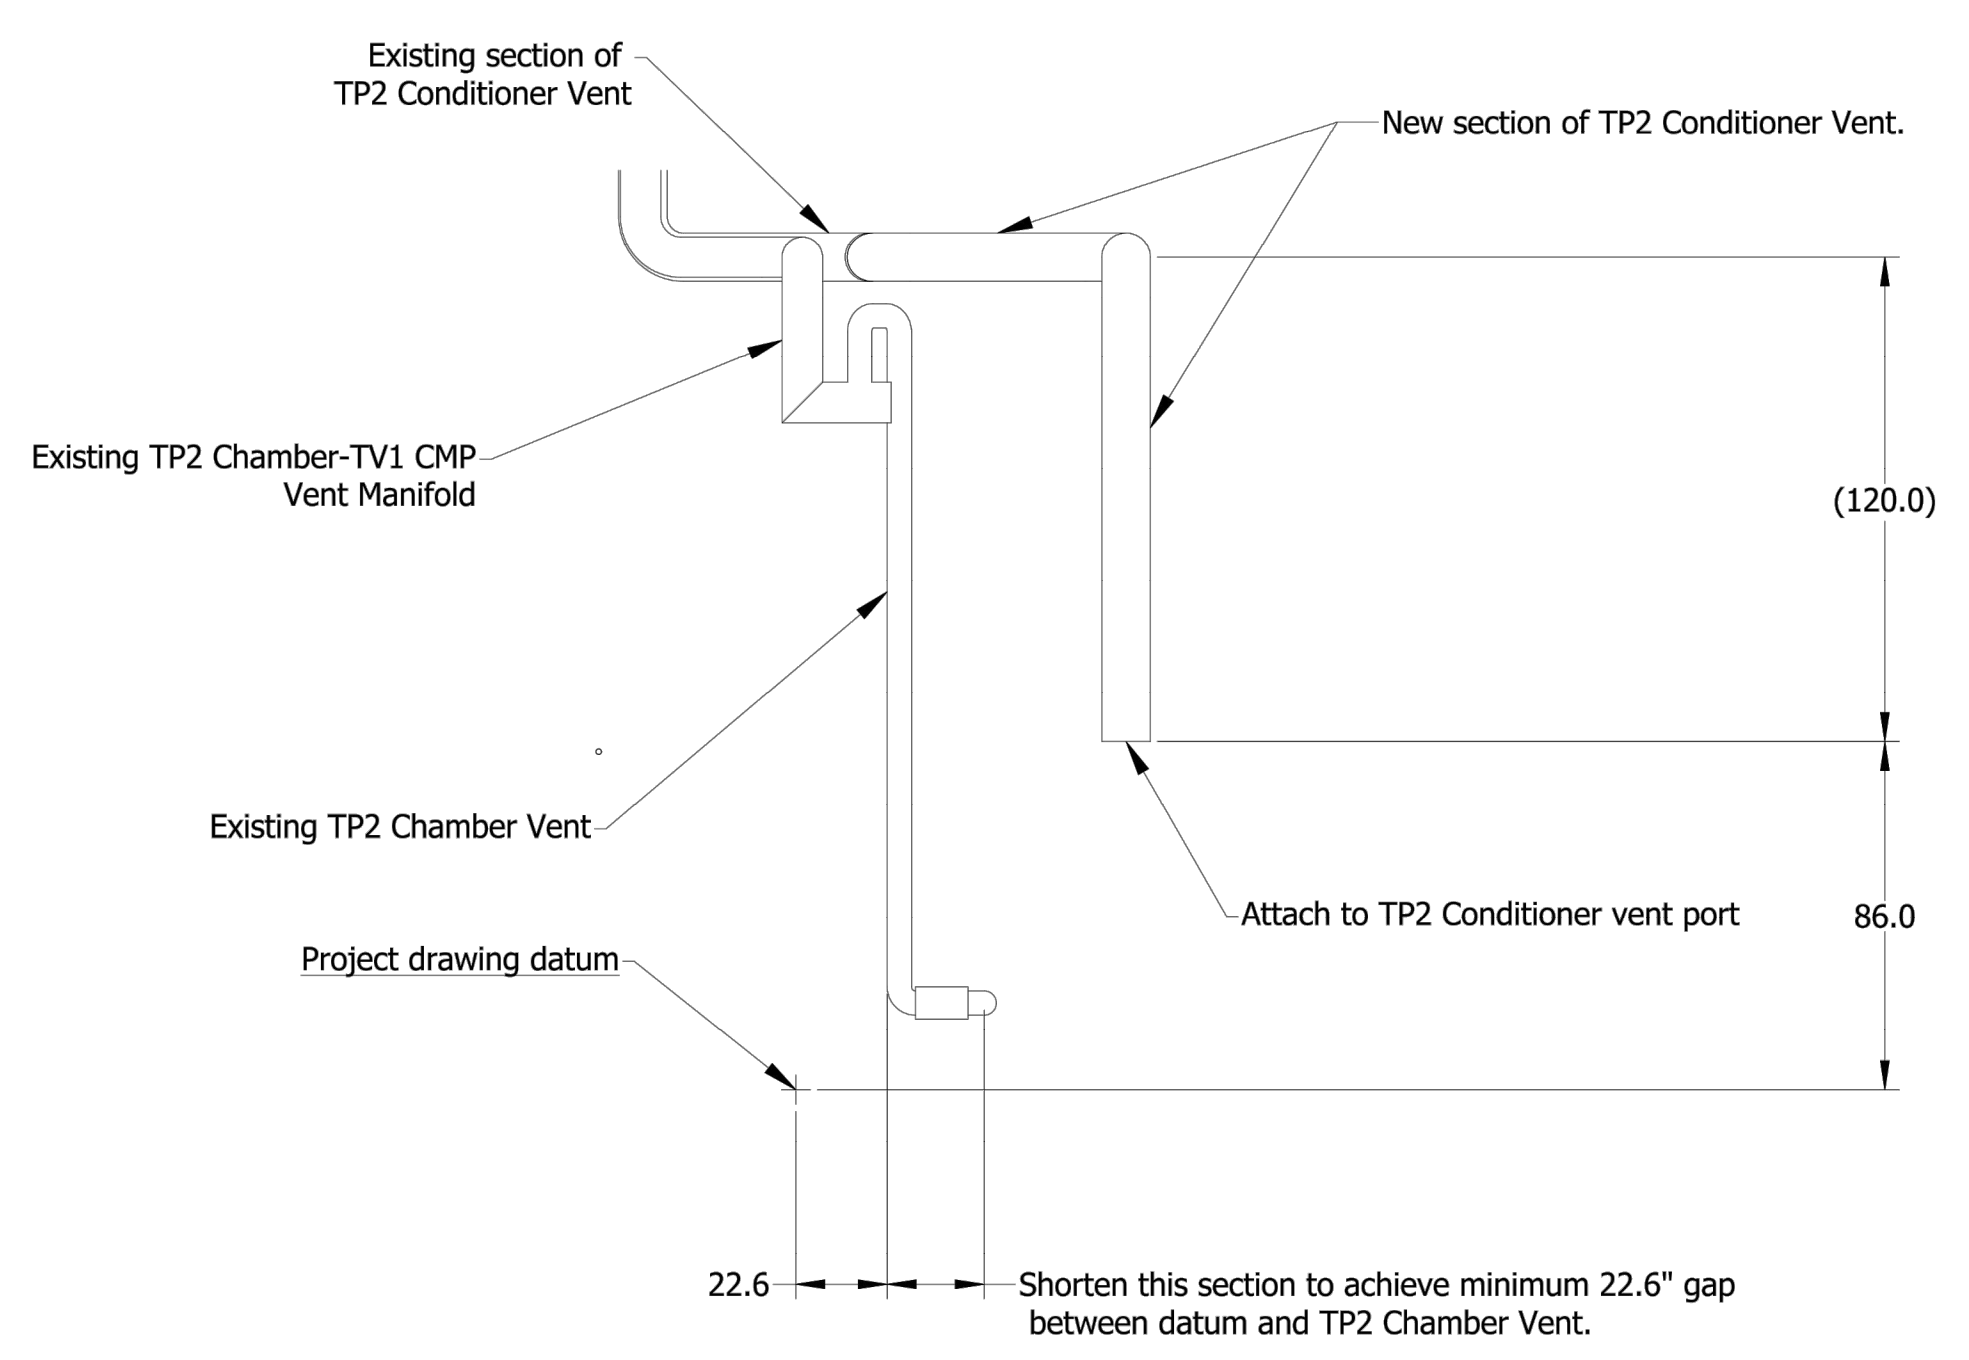 Existing section of
TP2 Conditioner Vent
New section of TP2 Conditioner Vent.
Existing TP2 Chamber-TV1 CMP
Vent Manifold
(120.0)
Existing TP2 Chamber Vent
Attach to TP2 Conditioner vent port
86.0
Project drawing datum
22.6
Shorten this section to achieve minimum 22.6" gap
between datum and TP2 Chamber Vent.